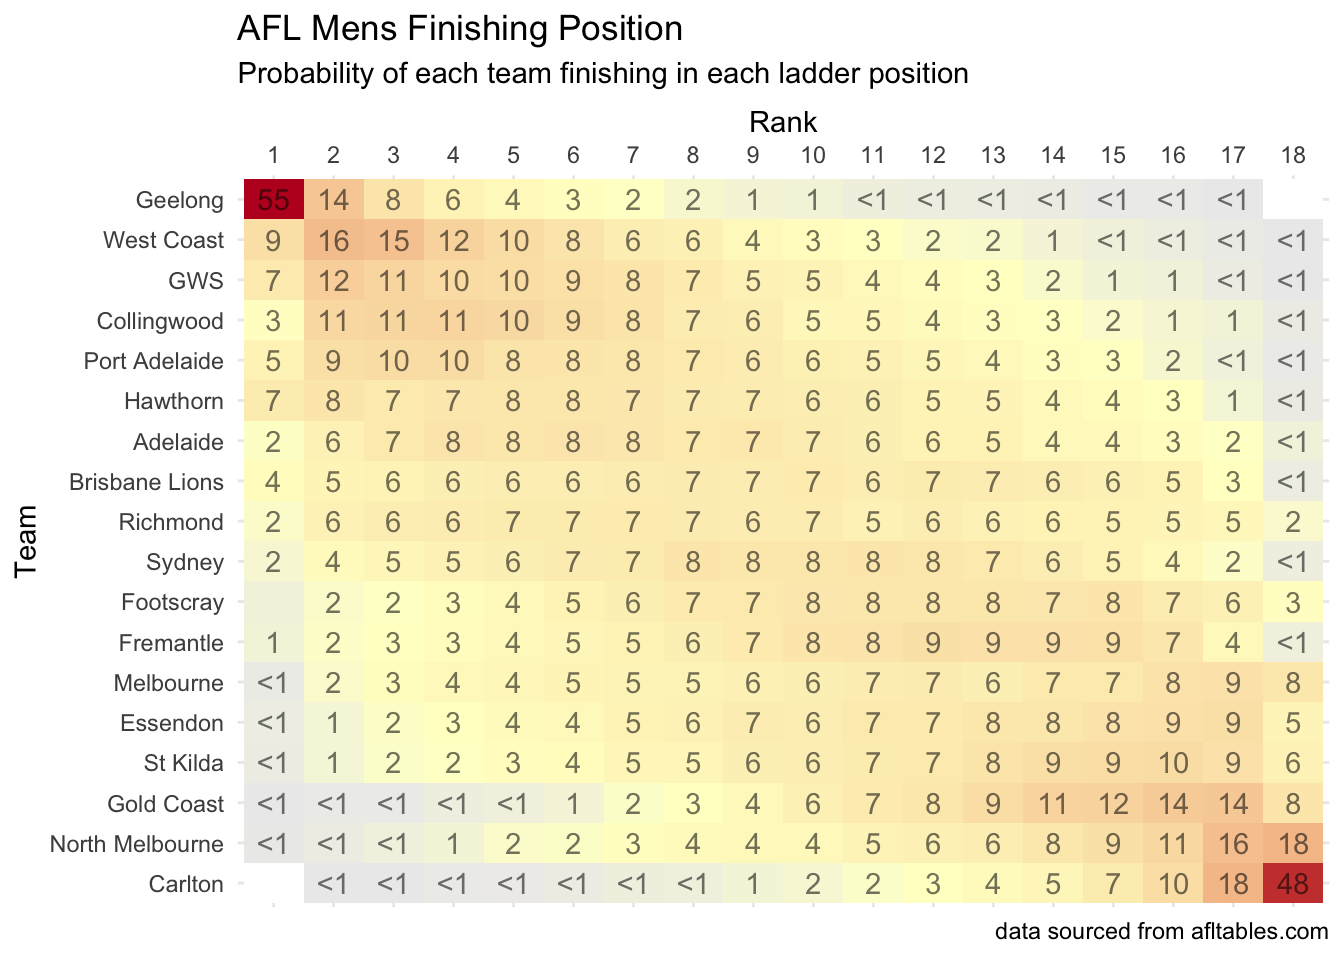 AFL Mens Finishing Position
Probability of each team finishing in each ladder position
Rank
1 2 3 4 5 6 7 8 9 10 11 12 13 14 15 16 17 18
Team
Geelong 55 14 8 6 4 3 2 2 1 1 <1 <1 <1 <1 <1 <1 <1
West Coast 9 16 15 12 10 8 6 6 4 3 3 2 2 1 <1 <1 <1 <1
GWS 7 12 11 10 10 9 8 7 5 5 4 4 3 2 1 1 <1 <1
Collingwood 3 11 11 11 10 9 8 7 6 5 5 4 3 3 2 1 1 <1
Port Adelaide 5 9 10 10 8 8 8 7 6 6 5 5 4 3 3 2 <1 <1
Hawthorn 7 8 7 7 8 8 7 7 7 6 6 5 5 4 4 3 1 <1
Adelaide 2 6 7 8 8 8 8 7 7 7 6 6 5 4 4 3 2 <1
Brisbane Lions 4 5 6 6 6 6 6 7 7 7 6 7 7 6 6 5 3 <1
Richmond 2 6 6 6 7 7 7 7 6 7 5 6 6 6 5 5 5 2
Sydney 2 4 5 5 6 7 7 8 8 8 8 8 7 6 5 4 2 <1
Footscray 2 2 3 4 5 6 7 7 8 8 8 8 7 8 7 6 3
Fremantle 1 2 3 3 4 5 5 6 7 8 8 9 9 9 9 7 4 <1
Melbourne <1 2 3 4 4 5 5 5 6 6 7 7 6 7 7 8 9 8
Essendon <1 1 2 3 4 4 5 6 7 6 7 7 8 8 8 9 9 5
St Kilda <1 1 2 2 3 4 5 5 6 6 7 7 8 9 9 10 9 6
Gold Coast <1 <1 <1 <1 <1 1 2 3 4 6 7 8 9 11 12 14 14 8
North Melbourne <1 <1 <1 1 2 2 3 4 4 4 5 6 6 8 9 11 16 18
Carlton <1 <1 <1 <1 <1 <1 <1 1 2 2 3 4 5 7 10 18 48
data sourced from afltables.com